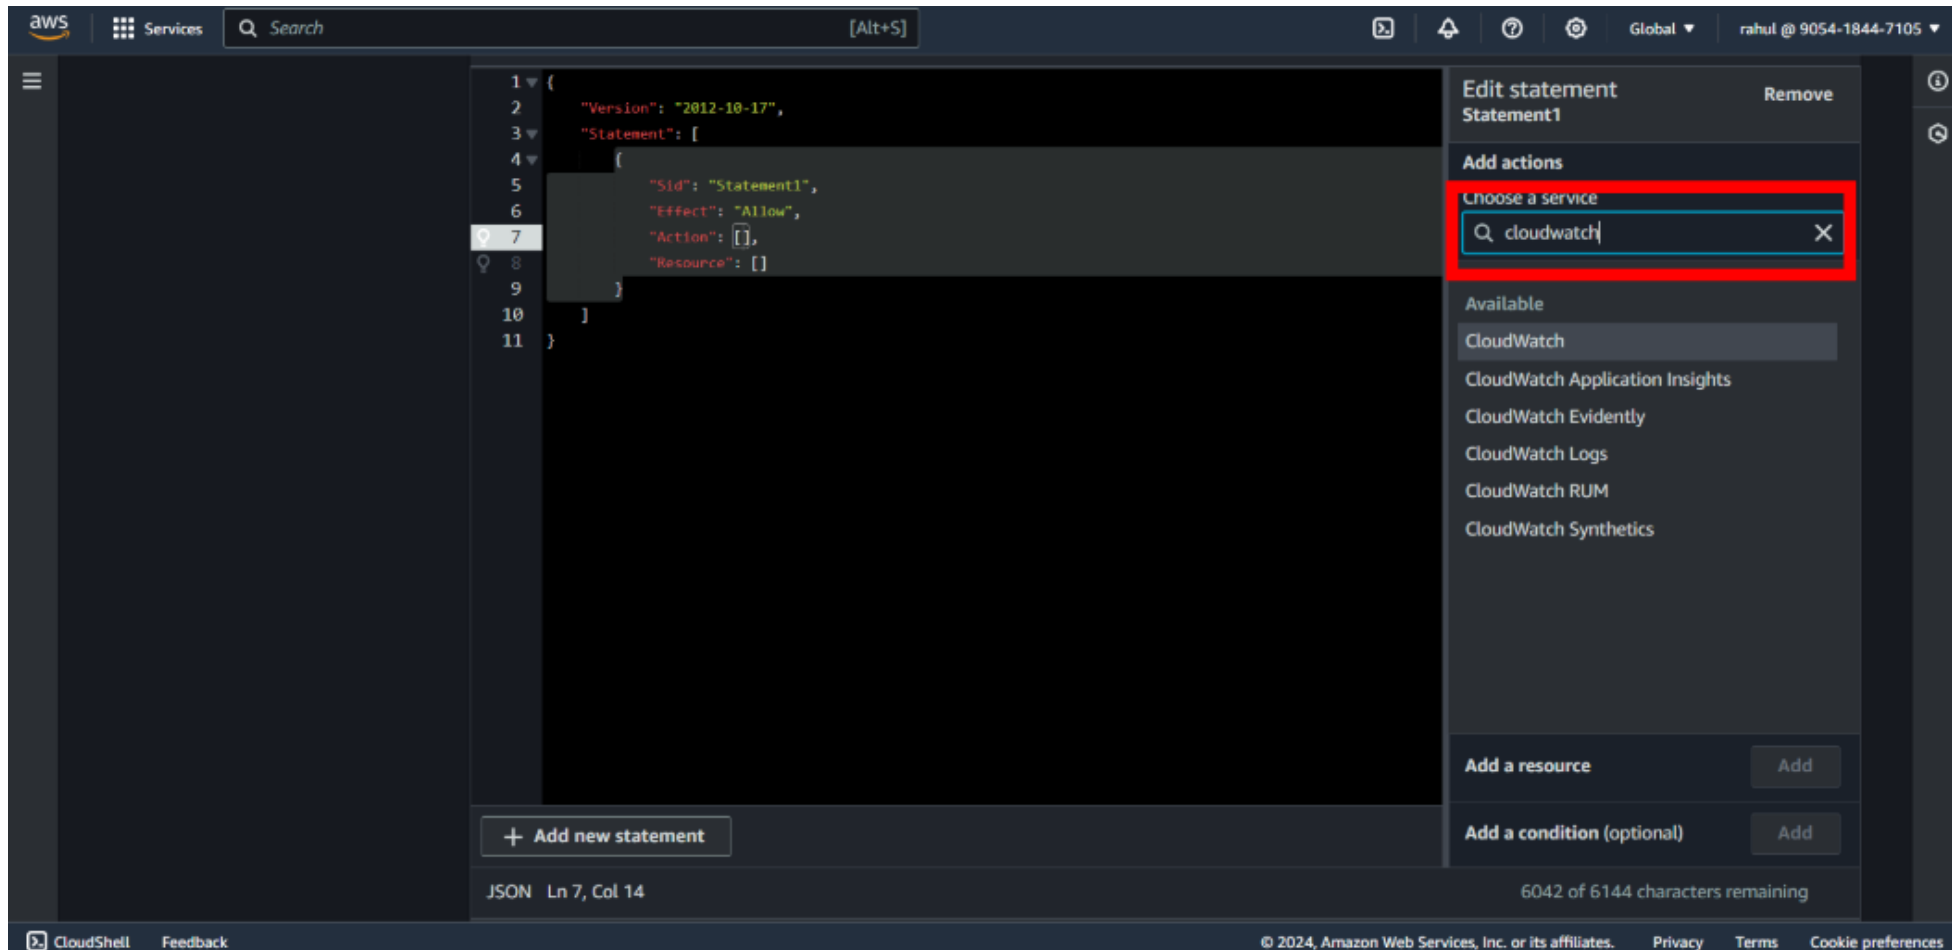 aws Services Search [Alt+S] Global ▼ rahul @ 9054-1844-7105 ▼
1 {
2 "Version": "2012-10-17",
3 "Statement": [
4 {
5 "Sid": "Statement1",
6 "Effect": "Allow",
7 "Action": [],
8 "Resource": []
9 }
10 ]
11 }
+ Add new statement
JSON Ln 7, Col 14
Edit statement
Remove
Statement1
Add actions
Choose a service
cloudwatch
Available
CloudWatch
CloudWatch Application Insights
CloudWatch Evidently
CloudWatch Logs
CloudWatch RUM
CloudWatch Synthetics
Add a resource Add
Add a condition (optional) Add
6042 of 6144 characters remaining
CloudShell Feedback © 2024, Amazon Web Services, Inc. or its affiliates. Privacy Terms Cookie preferences